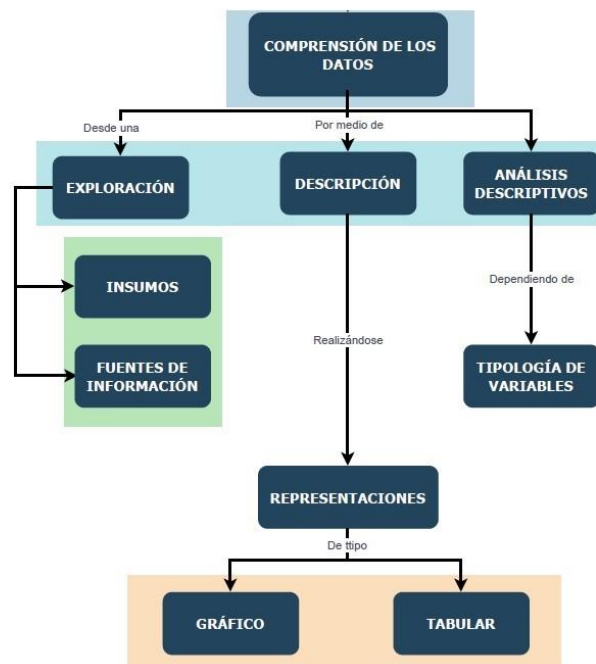 COMPRENSIÓN DE LOS
DATOS
Desde una
Por medio de
EXPLORACIÓN
DESCRIPCIÓN
ANÁLISIS
DESCRIPTIVOS
INSUMOS
Dependiendo de
Realizándose
FUENTES DE
INFORMACIÓN
TIPOLOGÍA DE
VARIABLES
REPRESENTACIONES
De ttipo
GRÁFICO
TABULAR